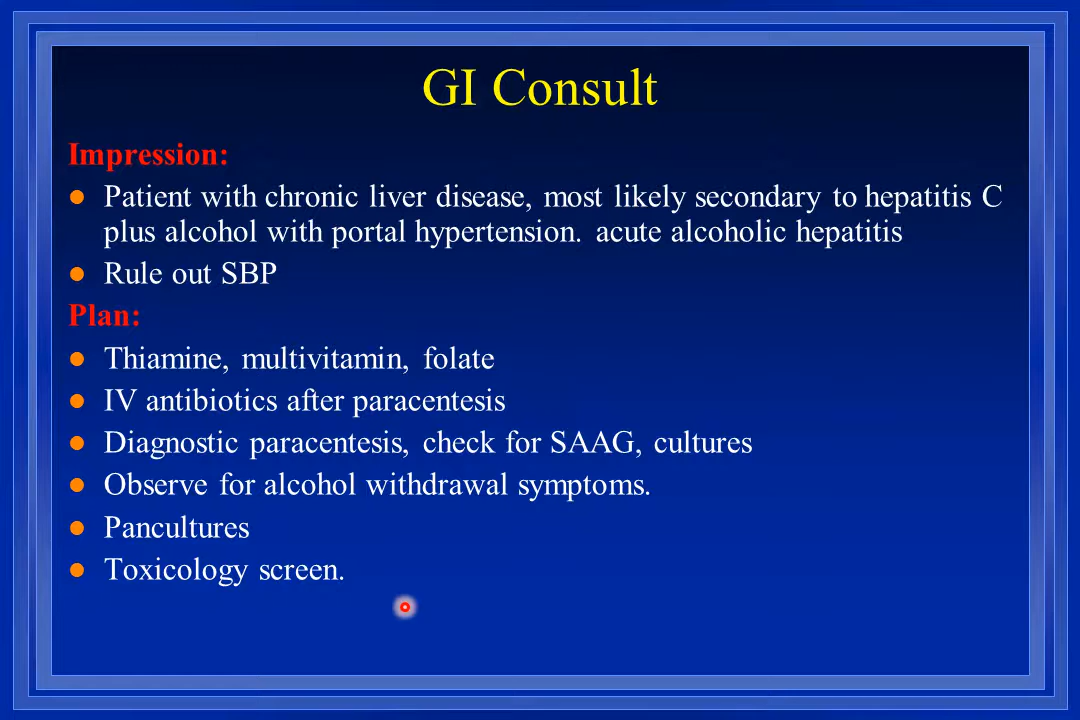 GI Consult
Impression:
Patient with chronic liver disease, most likely secondary to hepatitis C
plus alcohol with portal hypertension. acute alcoholic hepatitis
Rule out SBP
Plan:
Thiamine, multivitamin, folate
IV antibiotics after paracentesis
Diagnostic paracentesis, check for SAAG, cultures
Observe for alcohol withdrawal symptoms.
Pancultures
Toxicology screen.